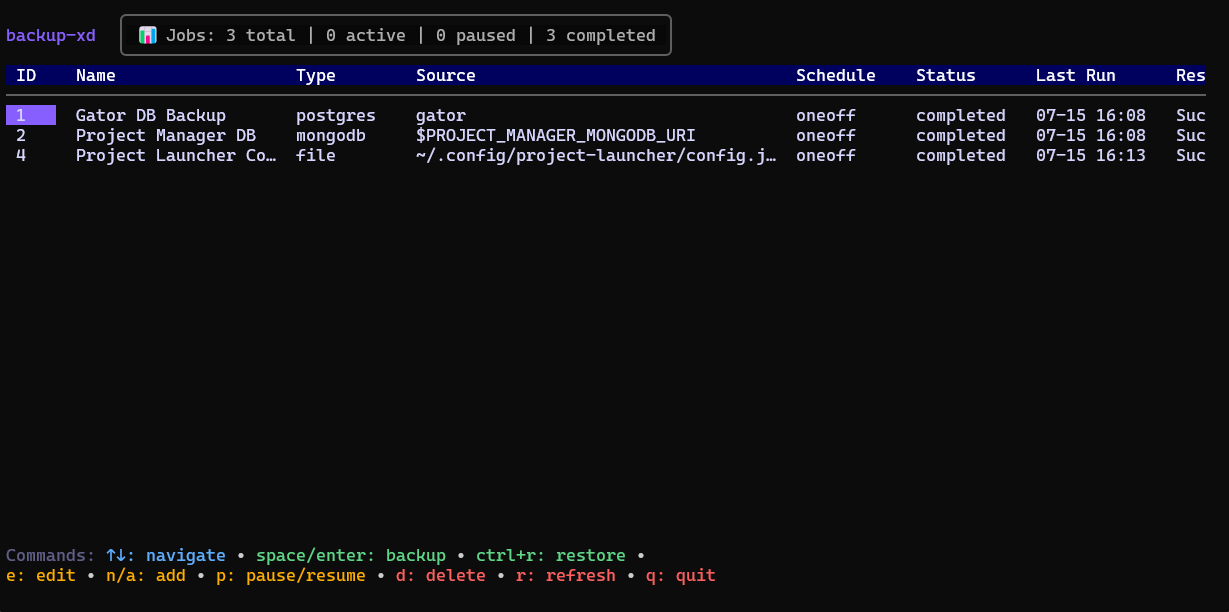 backup-xd 📊 Jobs: 3 total | 0 active | 0 paused | 3 completed
ID Name Type Source Schedule Status Last Run Res
1 Gator DB Backup postgres gator oneoff completed 07-15 16:08 Suc
2 Project Manager DB mongodb $PROJECT_MANAGER_MONGODB_URI oneoff completed 07-15 16:08 Suc
4 Project Launcher Co… file ~/.config/project-launcher/config.j… oneoff completed 07-15 16:13 Suc
Commands: ↑↓: navigate • space/enter: backup • ctrl+r: restore •
e: edit • n/a: add • p: pause/resume • d: delete • r: refresh • q: quit